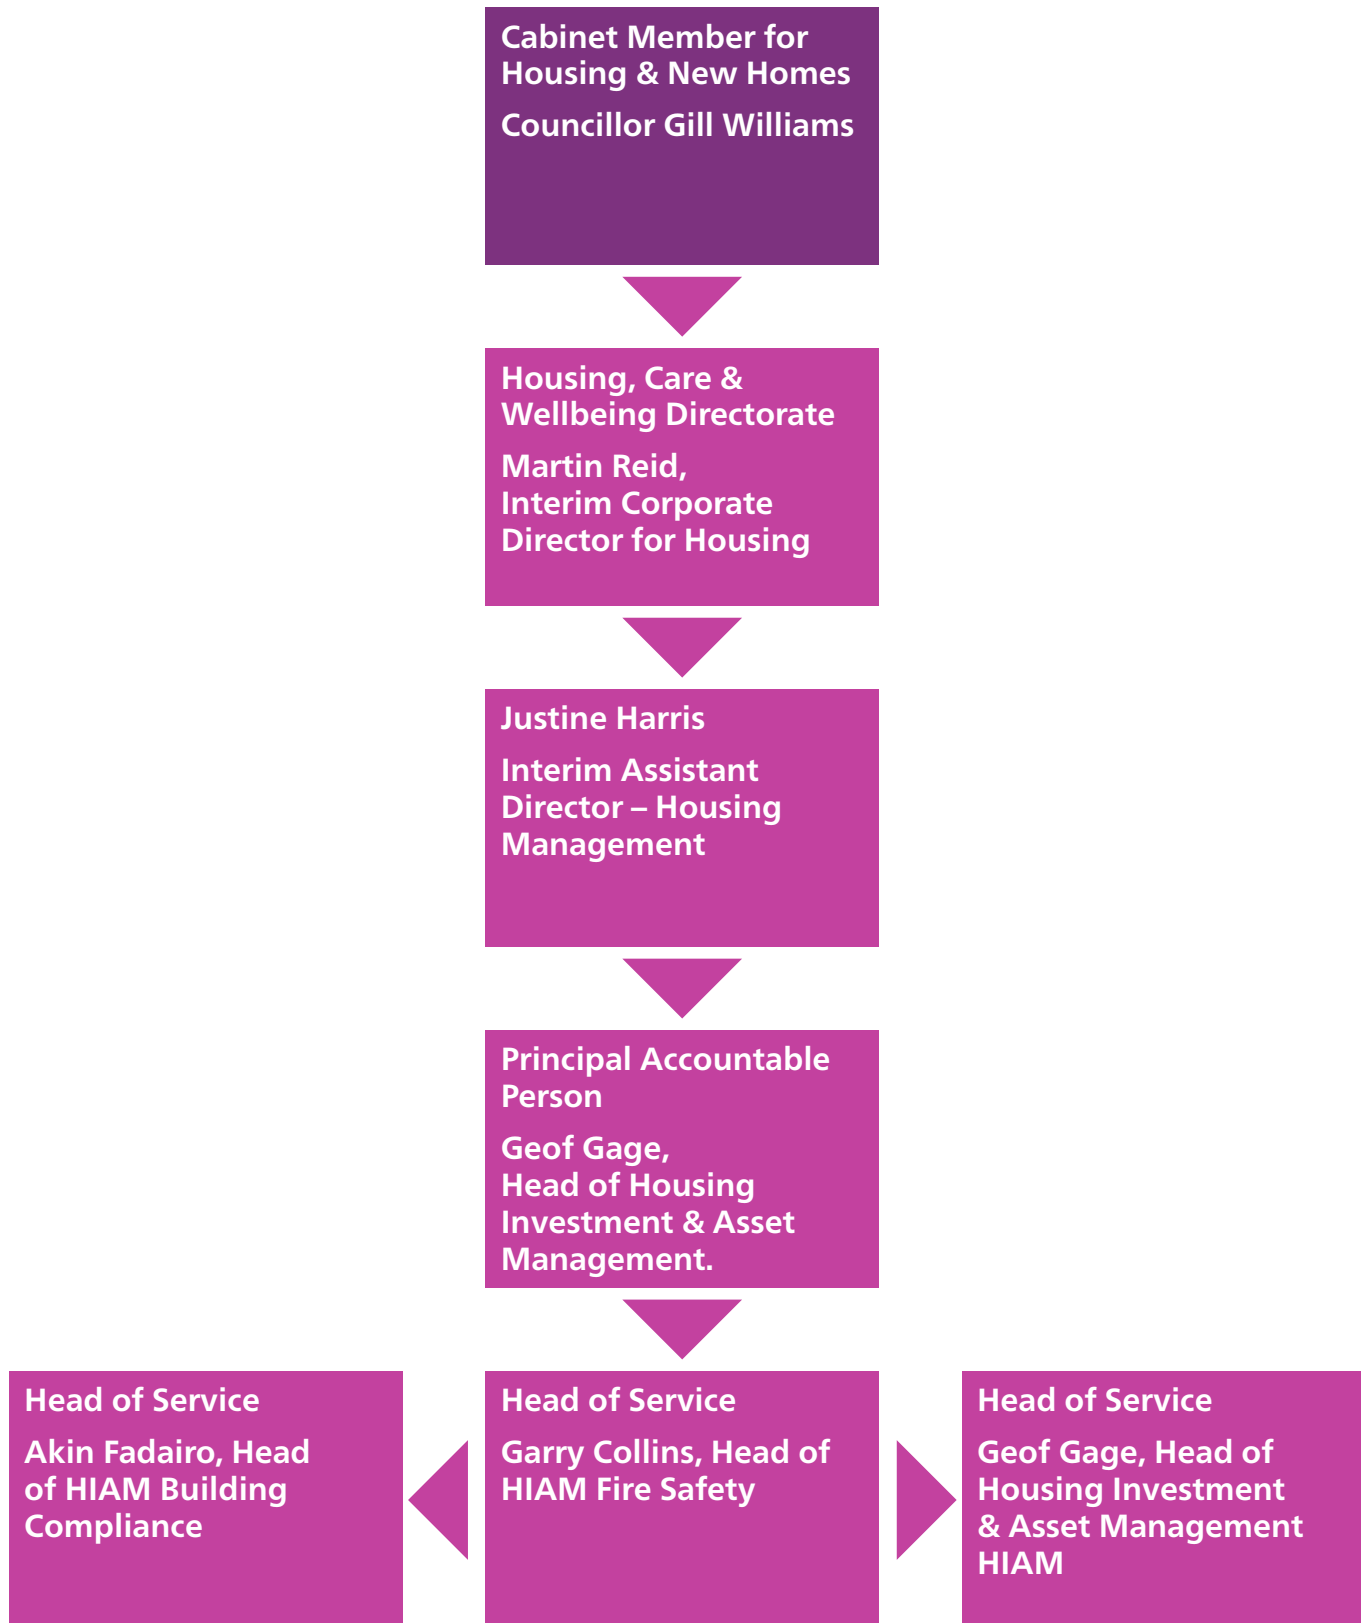 Cabinet Member for
Housing & New Homes
Councillor Gill Williams
Housing, Care &
Wellbeing Directorate
Martin Reid,
Interim Corporate
Director for Housing
Justine Harris
Interim Assistant
Director – Housing
Management
Principal Accountable
Person
Geof Gage,
Head of Housing
Investment & Asset
Management.
Head of Service
Akin Fadairo, Head
of HIAM Building
Compliance
Head of Service
Garry Collins, Head of
HIAM Fire Safety
Head of Service
Geof Gage, Head of
Housing Investment
& Asset Management
HIAM